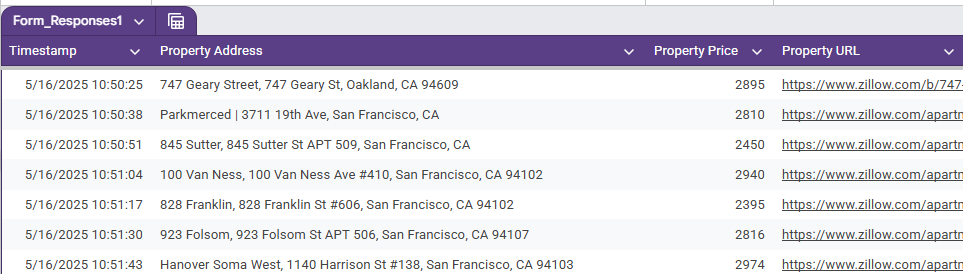 Form_Responses1
Timestamp Property Address Property Price Property URL
5/16/2025 10:50:25 747 Geary Street, 747 Geary St, Oakland, CA 94609 2895 https://www.zillow.com/b/747-
5/16/2025 10:50:38 Parkmerced | 3711 19th Ave, San Francisco, CA 2810 https://www.zillow.com/apartm
5/16/2025 10:50:51 845 Sutter, 845 Sutter St APT 509, San Francisco, CA 2450 https://www.zillow.com/apartm
5/16/2025 10:51:04 100 Van Ness, 100 Van Ness Ave #410, San Francisco, CA 94102 2940 https://www.zillow.com/apartm
5/16/2025 10:51:17 828 Franklin, 828 Franklin St #606, San Francisco, CA 94102 2395 https://www.zillow.com/apartm
5/16/2025 10:51:30 923 Folsom, 923 Folsom St APT 506, San Francisco, CA 94107 2816 https://www.zillow.com/apartm
5/16/2025 10:51:43 Hanover Soma West, 1140 Harrison St #138, San Francisco, CA 94103 2974 https://www.zillow.com/apartm